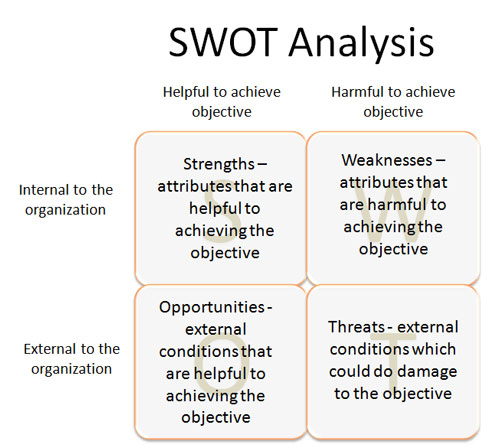 SWOT Analysis
Helpful to achieve
objective
Harmful to achieve
objective
Internal to the
organization
S
Strengths –
attributes that are
helpful to
achieving the
objective
W
Weaknesses –
attributes that
are harmful to
achieving the
objective
External to the
organization
O
Opportunities -
external
conditions that
are helpful to
achieving the
objective
T
Threats - external
conditions which
could do damage
to the objective